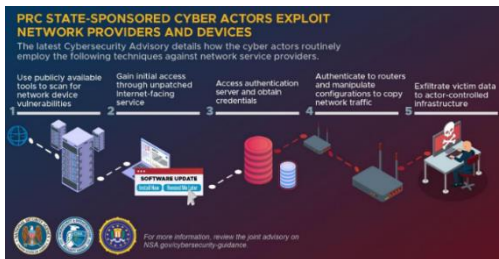 PRC STATE-SPONSORED CYBER ACTORS EXPLOIT
NETWORK PROVIDERS AND DEVICES
The latest Cybersecurity Advisory details how the cyber actors routinely
employ the following techniques against network service providers.
Use publicly available
tools to scan for
network device
vulnerabilities
1
Gain initial access
through unpatched
Internet-facing
service
2
Access authentication
server and obtain
credentials
3
Authenticate to routers
and manipulate
configurations to copy
network traffic
4
Exfiltrate victim data
to actor-controlled
infrastructure
5
SOFTWARE UPDATE
Install Now
Remind Me Later
For more information, review the joint advisory on
NSA.gov/cybersecurity-guidance.